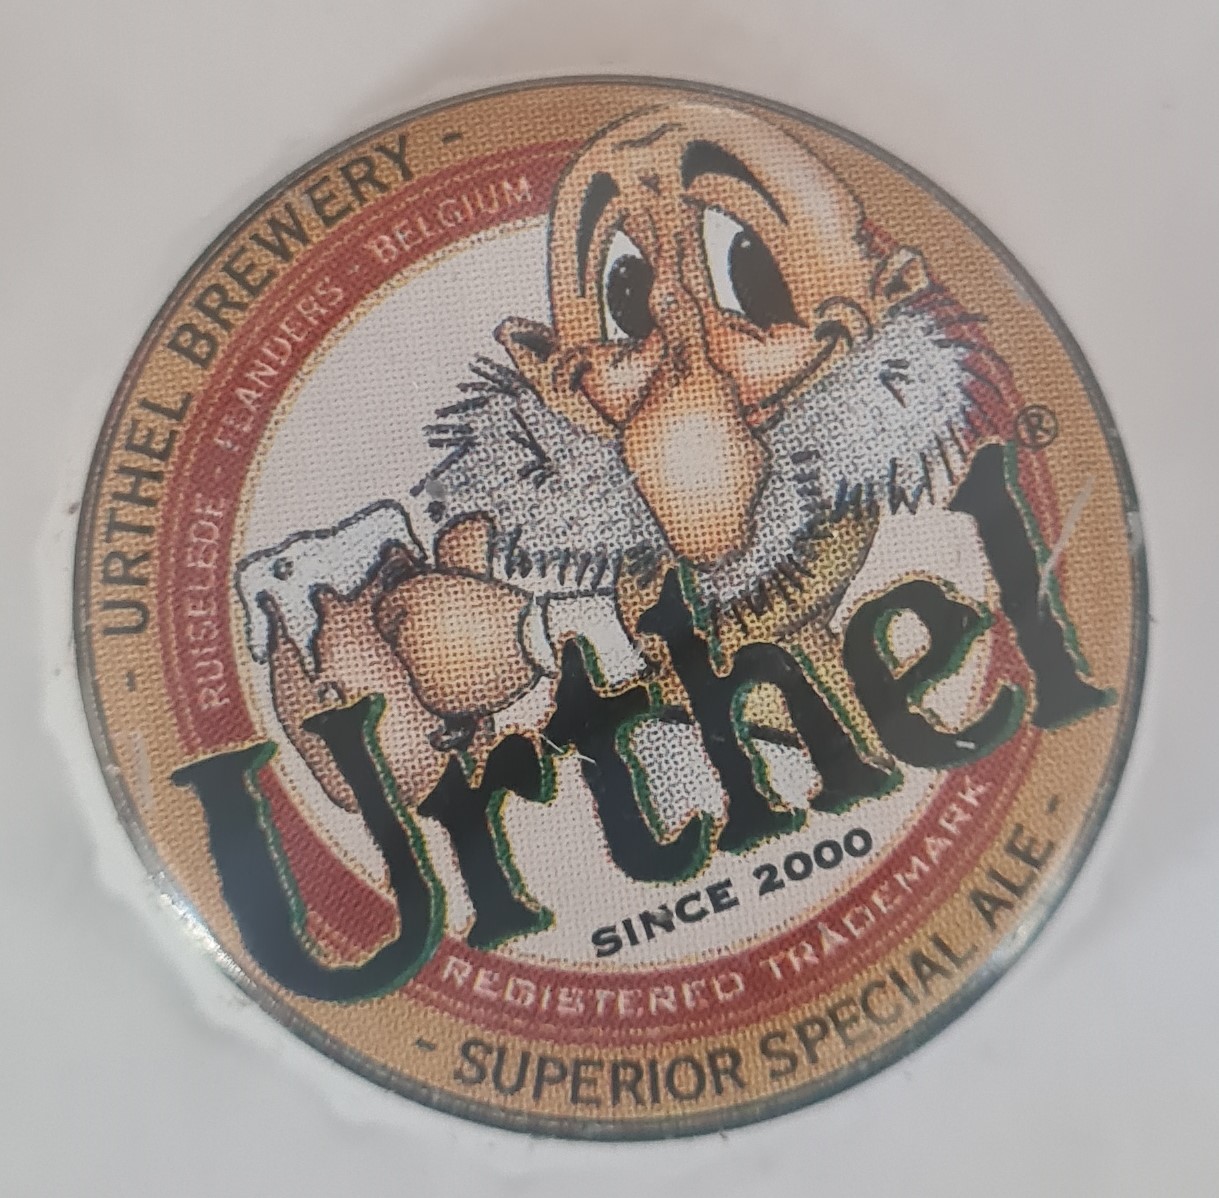 - URTHEL BREWERY -
RUISELEDE - FLANDERS - BELGIUM
Urthel®
SINCE 2000
REGISTERED TRADEMARK
- SUPERIOR SPECIAL ALE -